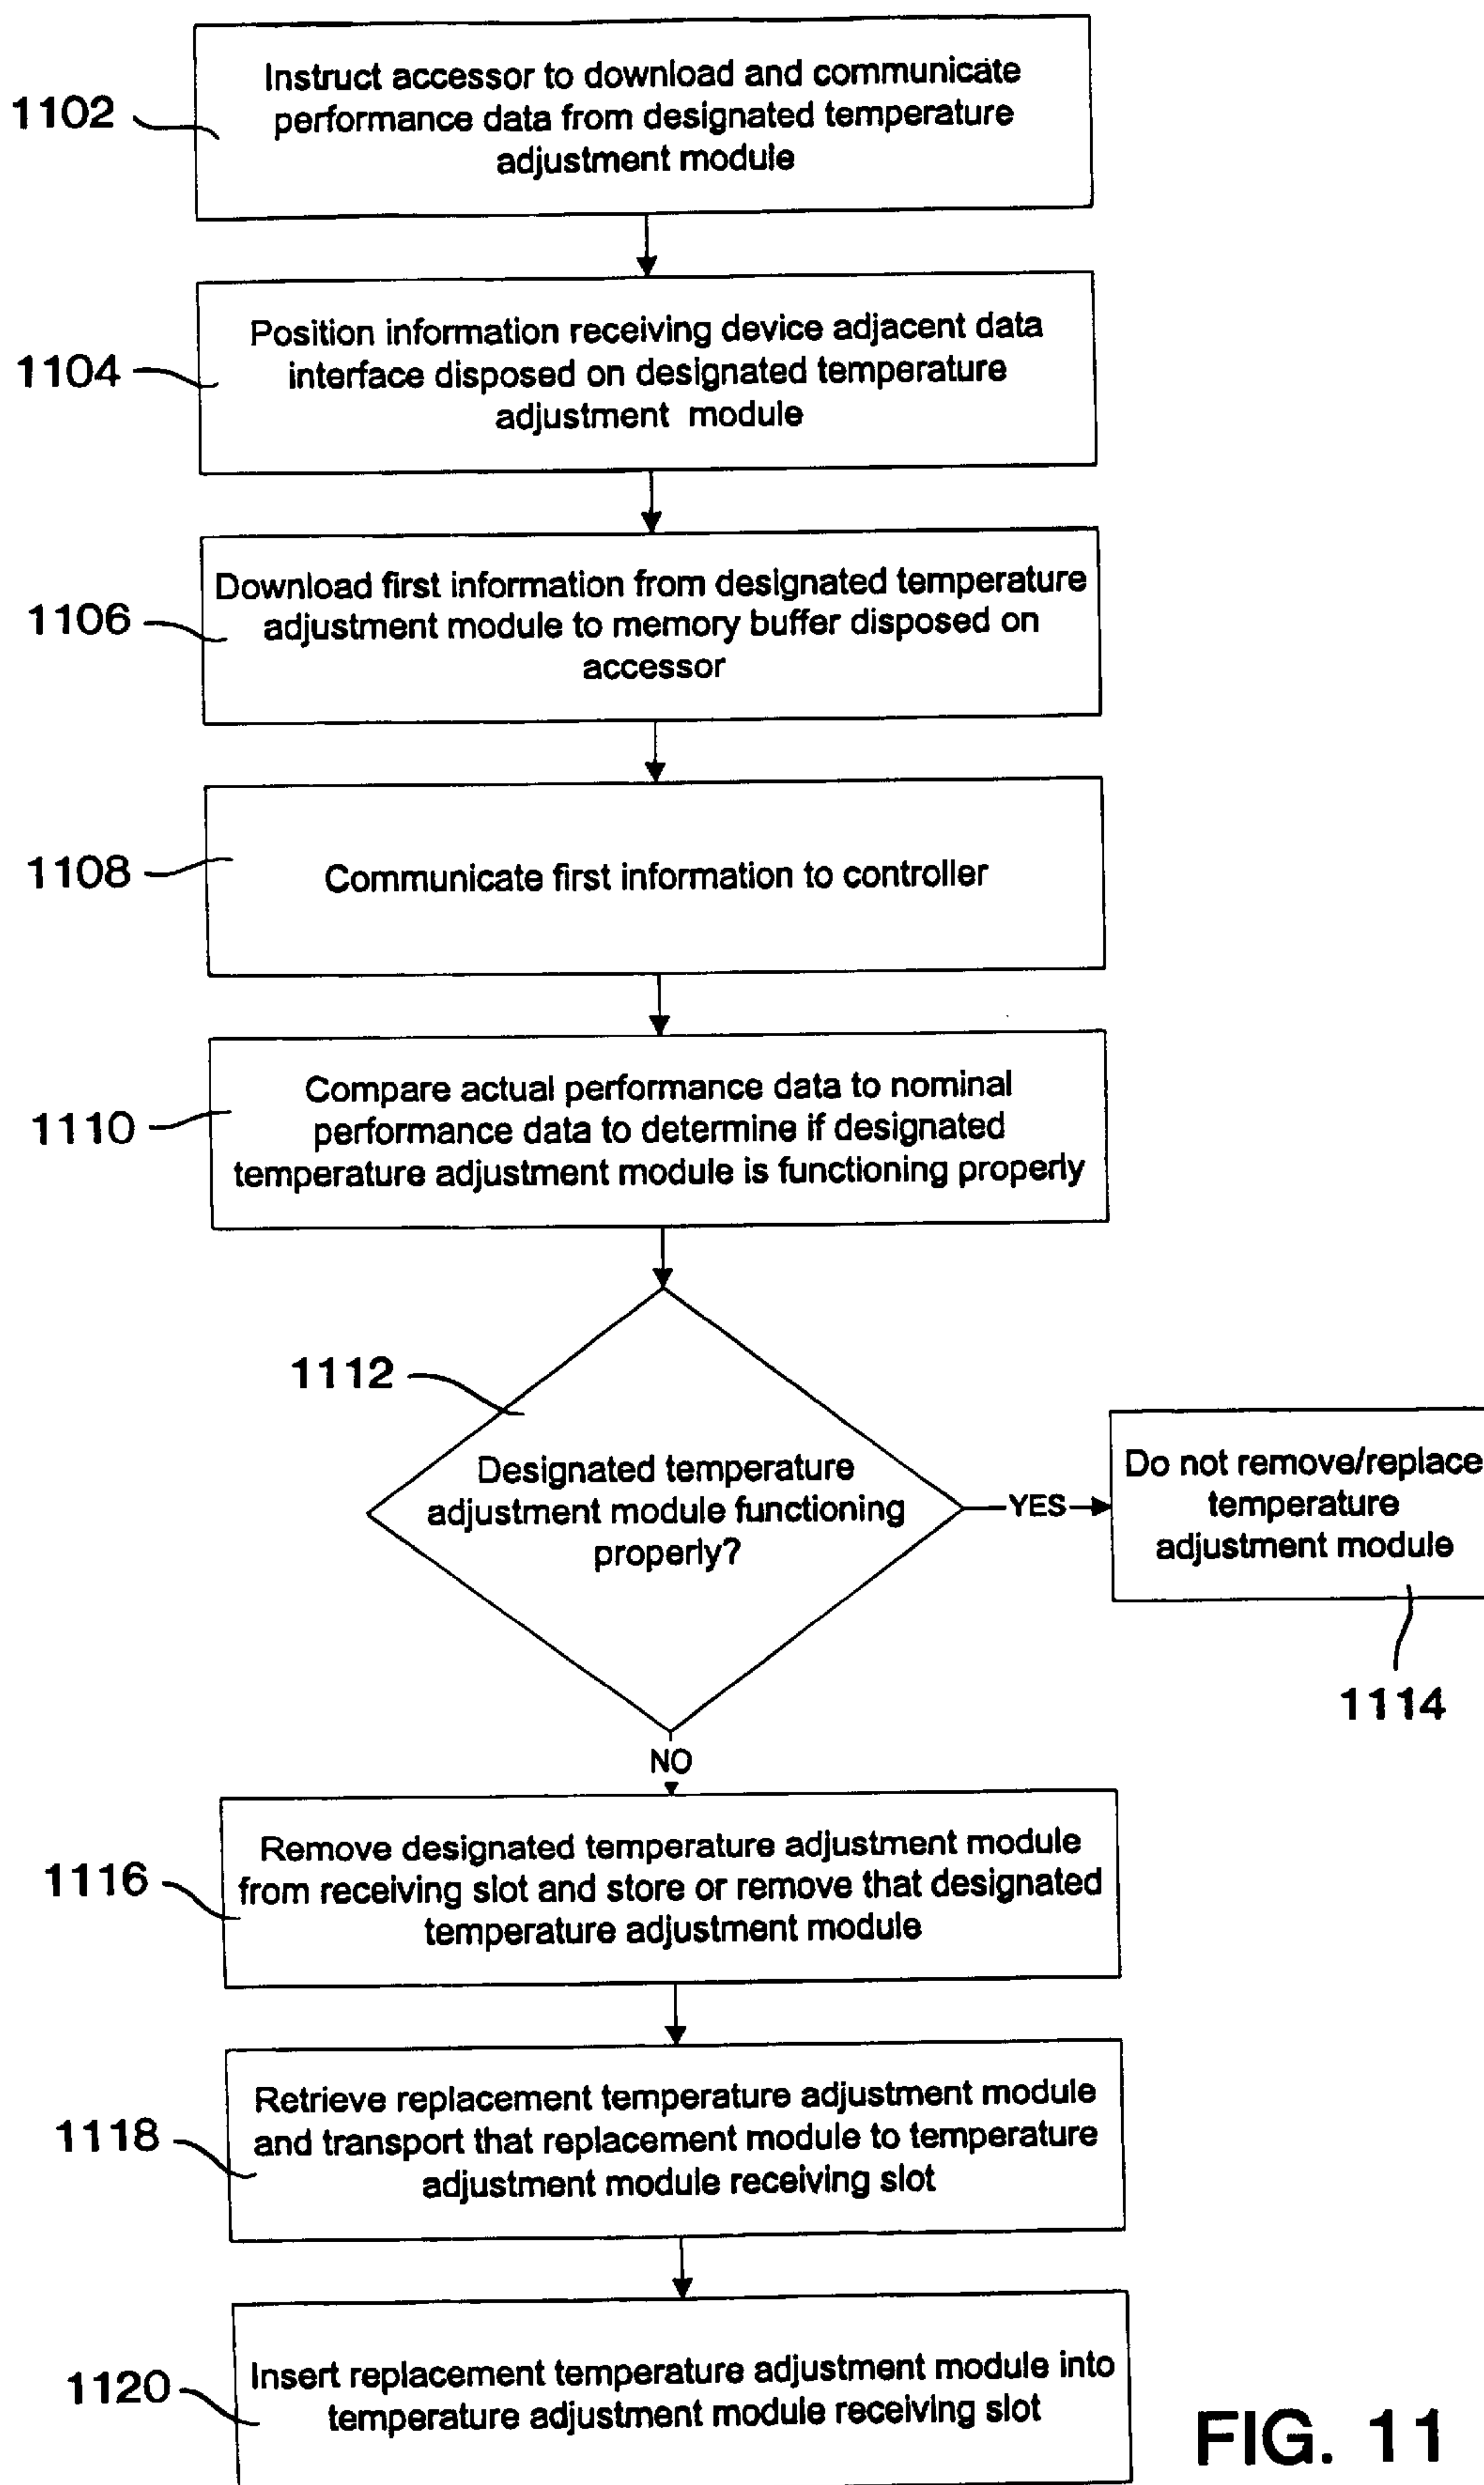 1102
Instruct accessor to download and communicate
performance data from designated temperature
adjustment module
1104
Position information receiving device adjacent data
interface disposed on designated temperature
adjustment module
1106
Download first information from designated temperature
adjustment module to memory buffer disposed on
accessor
1108
Communicate first information to controller
1110
Compare actual performance data to nominal
performance data to determine if designated
temperature adjustment module is functioning properly
1112
Designated temperature
adjustment module functioning
properly?
YES
Do not remove/replace
temperature
adjustment module
1114
NO
1116
Remove designated temperature adjustment module
from receiving slot and store or remove that designated
temperature adjustment module
1118
Retrieve replacement temperature adjustment module
and transport that replacement module to temperature
adjustment module receiving slot
1120
Insert replacement temperature adjustment module into
temperature adjustment module receiving slot
FIG. 11